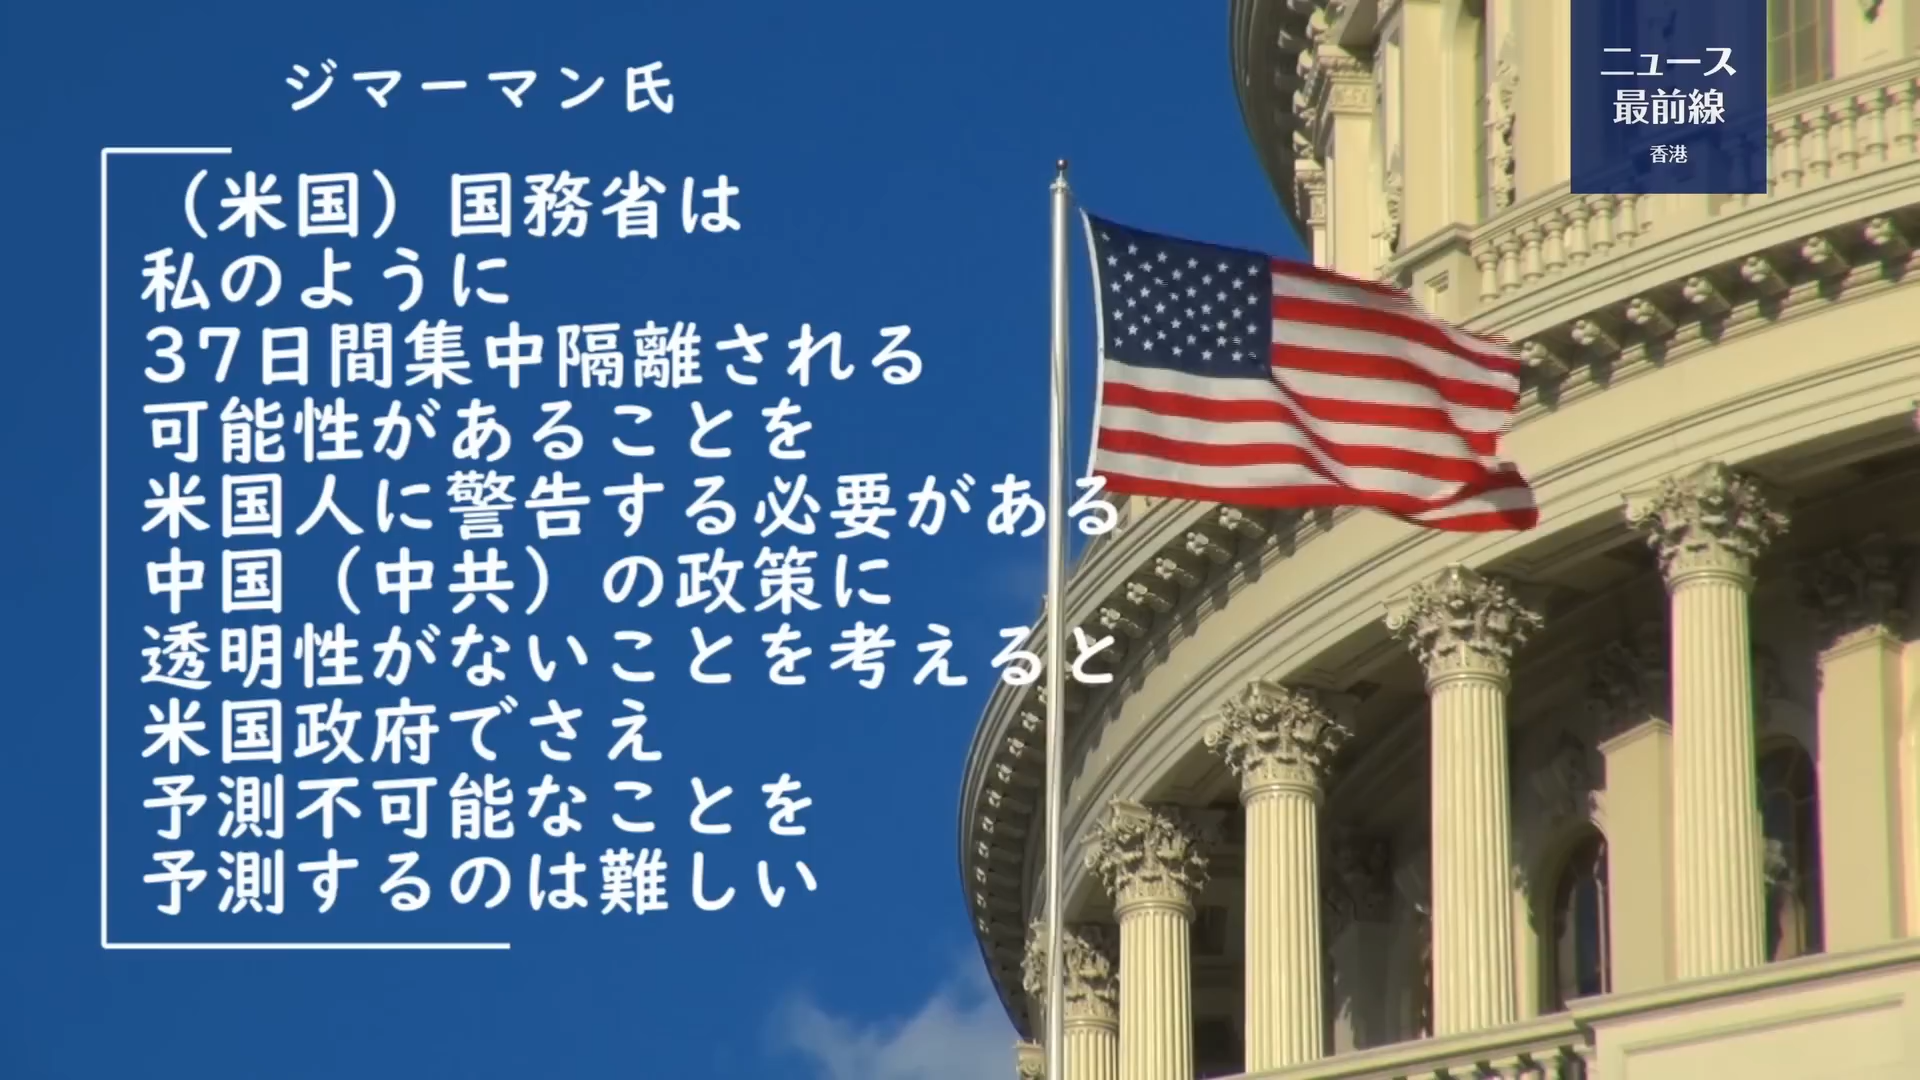 ジマーマン氏
（米国）国務省は
私のように
37日間集中隔離される
可能性があることを
米国人に警告する必要がある
中国（中共）の政策に
透明性がないことを考えると
米国政府でさえ
予測不可能なことを
予測するのは難しい
ニュース
最前線
香港